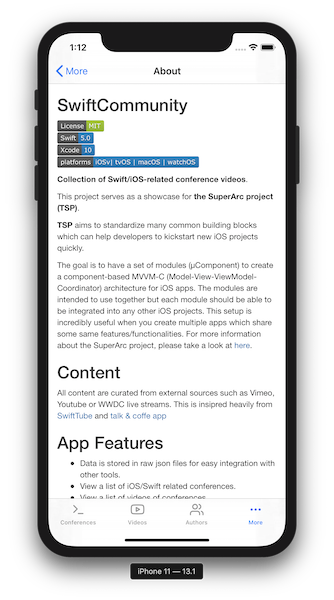 1:12
More
About
SwiftCommunity
License MIT
Swift 5.0
Xcode 10
platforms iOSv| tvOS | macOS | watchOS
Collection of Swift/iOS-related conference videos.
This project serves as a showcase for the SuperArc project
(TSP).
TSP aims to standardize many common building blocks
which can help developers to kickstart new iOS projects
quickly.
The goal is to have a set of modules (μComponent) to create
a component-based MVVM-C (Model-View-ViewModel-
Coordinator) architecture for iOS apps. The modules are
intended to use together but each module should be able to
be integrated into any other iOS projects. This setup is
incredibly useful when you create multiple apps which share
some same features/functionalities. For more information
about the SuperArc project, please take a look at here.
Content
All content are curated from external sources such as Vimeo,
Youtube or WWDC live streams. This is insipred heavily from
SwiftTube and talk & coffe app
App Features
Data is stored in raw json files for easy integration with
other tools.
View a list of iOS/Swift related conferences.
View a list of videos of conferences
Conferences
Videos
Authors
More
iPhone 11 — 13.1